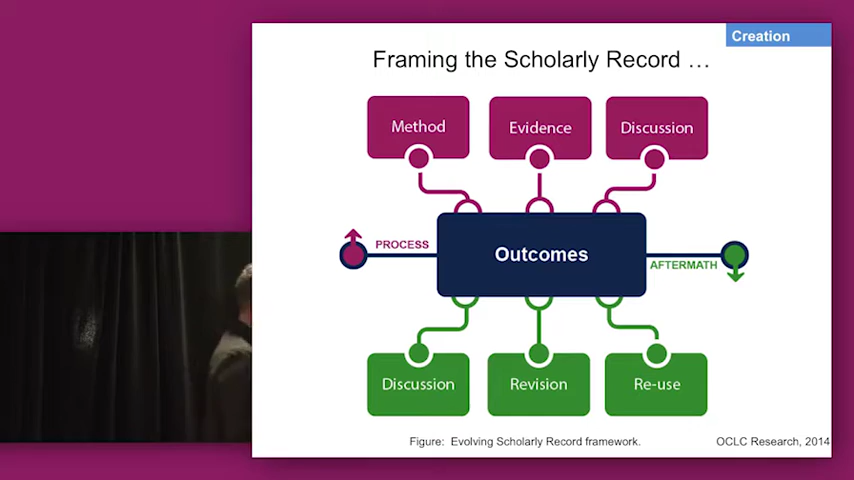 Creation
Framing the Scholarly Record …
Method
Evidence
Discussion
PROCESS
Outcomes
AFTERMATH
Discussion
Revision
Re-use
Figure: Evolving Scholarly Record framework.
OCLC Research, 2014